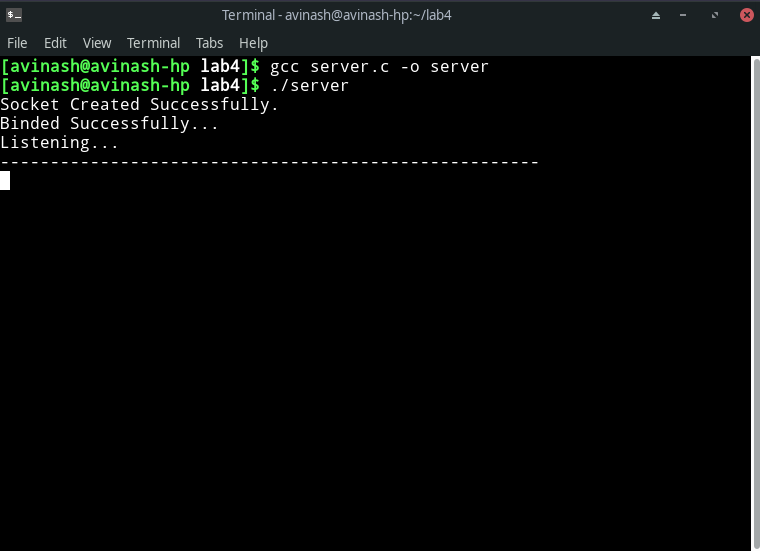 Terminal - avinash@avinash-hp:~/lab4
File Edit View Terminal Tabs Help
[avinash@avinash-hp lab4]$ gcc server.c -o server
[avinash@avinash-hp lab4]$ ./server
Socket Created Successfully.
Binded Successfully...
Listening...
------------------------------------------------------